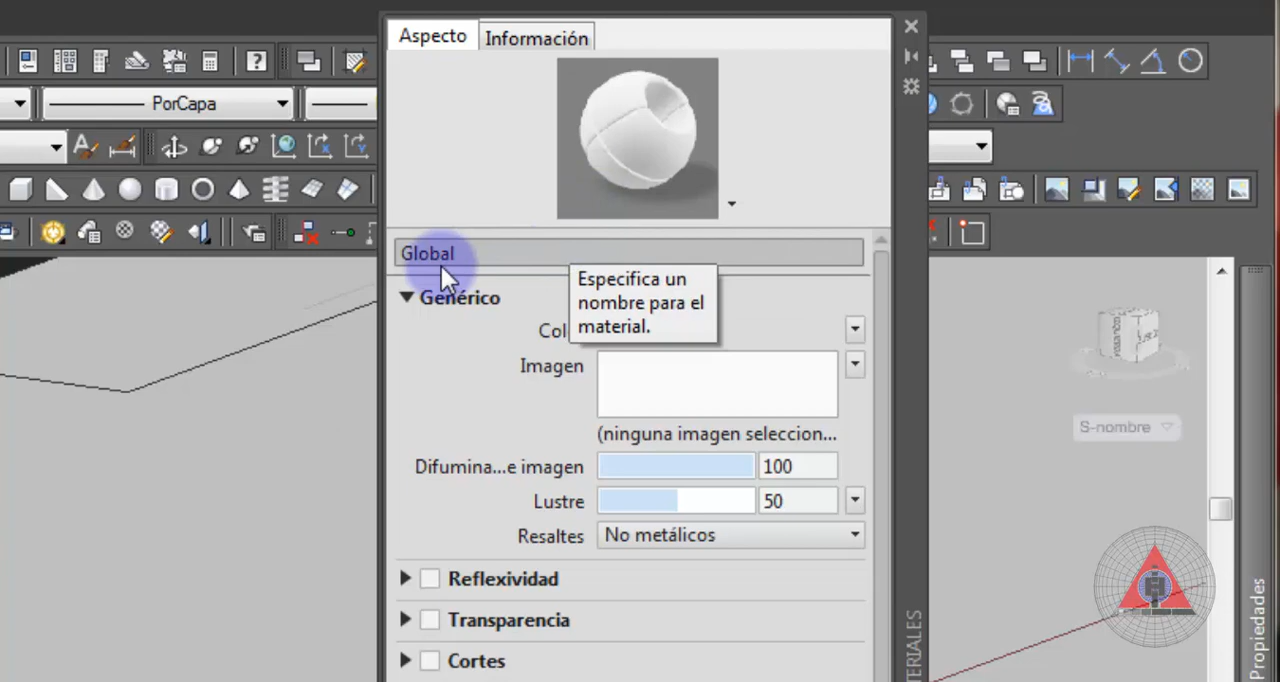 Aspecto
Información
PorCapa
Global
Especifica un
nombre para el
material.
Genérico
Col
Imagen
(ninguna imagen seleccion...
Difumina...e imagen
100
Lustre
50
Resaltes
No metálicos
Reflexividad
Transparencia
Cortes
S-nombre
TERIALES
Propiedades